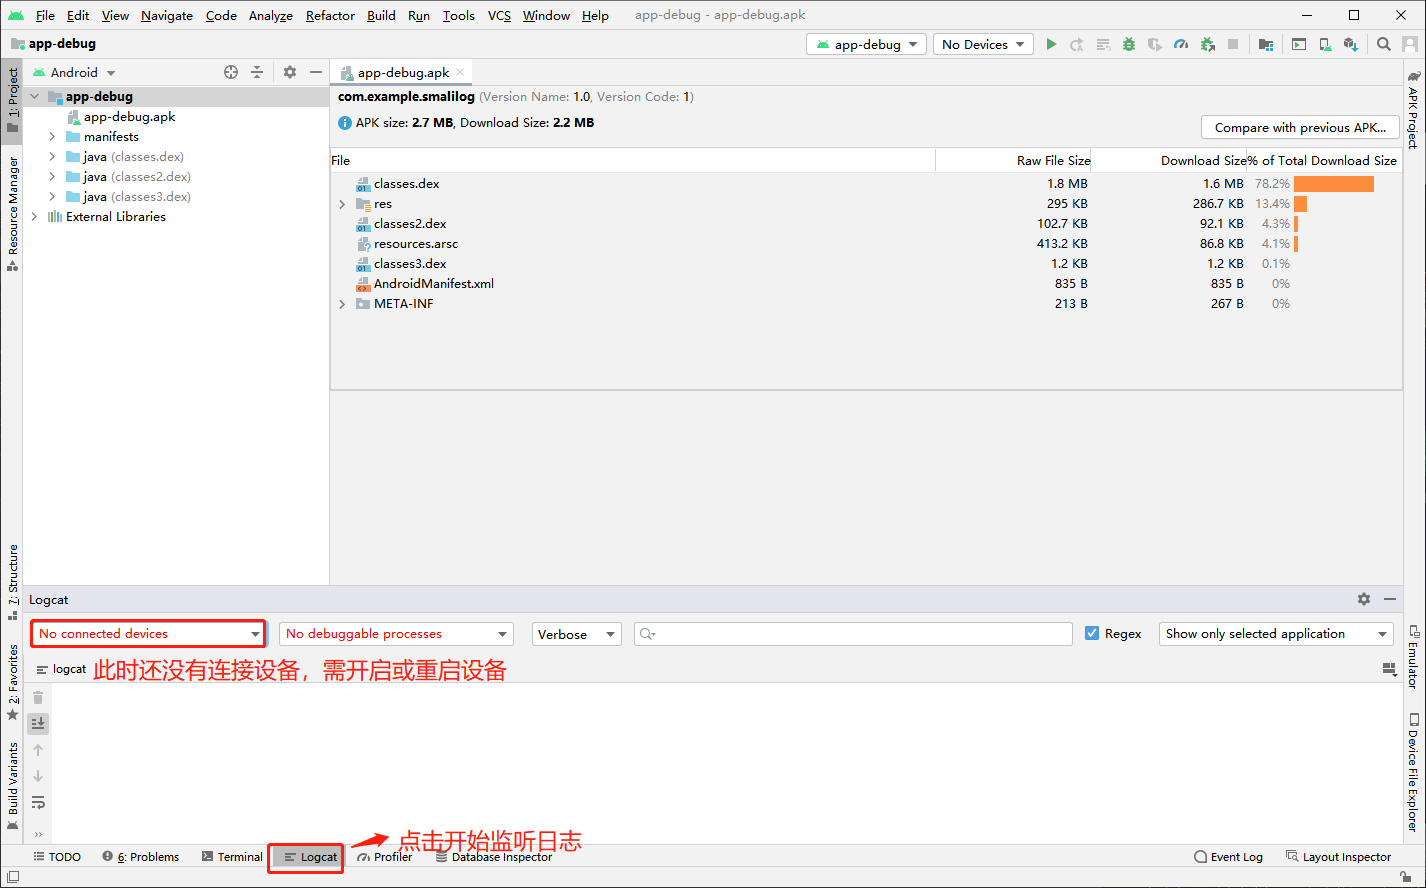 File Edit View Navigate Code Analyze Refactor Build Run Tools VCS Window Help app-debug - app-debug.apk
app-debug app-debug No Devices
1: Project
Resource Manager
7: Structure
2: Favorites
Build Variants
Android
app-debug
app-debug.apk
manifests
java (classes.dex)
java (classes2.dex)
java (classes3.dex)
External Libraries
app-debug.apk
com.example.smalilog (Version Name: 1.0, Version Code: 1)
APK size: 2.7 MB, Download Size: 2.2 MB
Compare with previous APK...
File Raw File Size Download Size % of Total Download Size
classes.dex 1.8 MB 1.6 MB 78.2%
res 295 KB 286.7 KB 13.4%
classes2.dex 102.7 KB 92.1 KB 4.3%
resources.arsc 413.2 KB 86.8 KB 4.1%
classes3.dex 1.2 KB 1.2 KB 0.1%
AndroidManifest.xml 835 B 835 B 0%
META-INF 213 B 267 B 0%
APK Project
Emulator
Device File Explorer
Logcat
No connected devices No debuggable processes Verbose Regex Show only selected application
logcat 此时还没有连接设备，需开启或重启设备
点击开始监听日志
TODO 6: Problems Terminal Logcat Profiler Database Inspector Event Log Layout Inspector